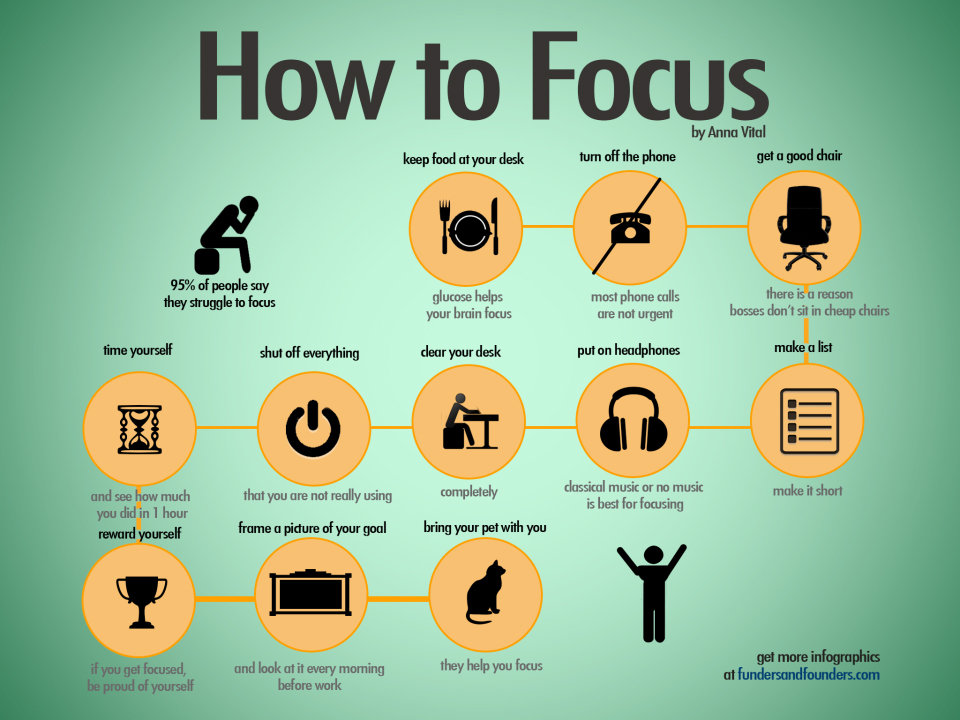 How to Focus
by Anna Vital
95% of people say
they struggle to focus
keep food at your desk
glucose helps
your brain focus
turn off the phone
most phone calls
are not urgent
get a good chair
there is a reason
bosses don't sit in cheap chairs
make a list
make it short
put on headphones
classical music or no music
is best for focusing
clear your desk
completely
shut off everything
that you are not really using
time yourself
and see how much
you did in 1 hour
reward yourself
if you get focused,
be proud of yourself
frame a picture of your goal
and look at it every morning
before work
bring your pet with you
they help you focus
get more infographics
at fundersandfounders.com